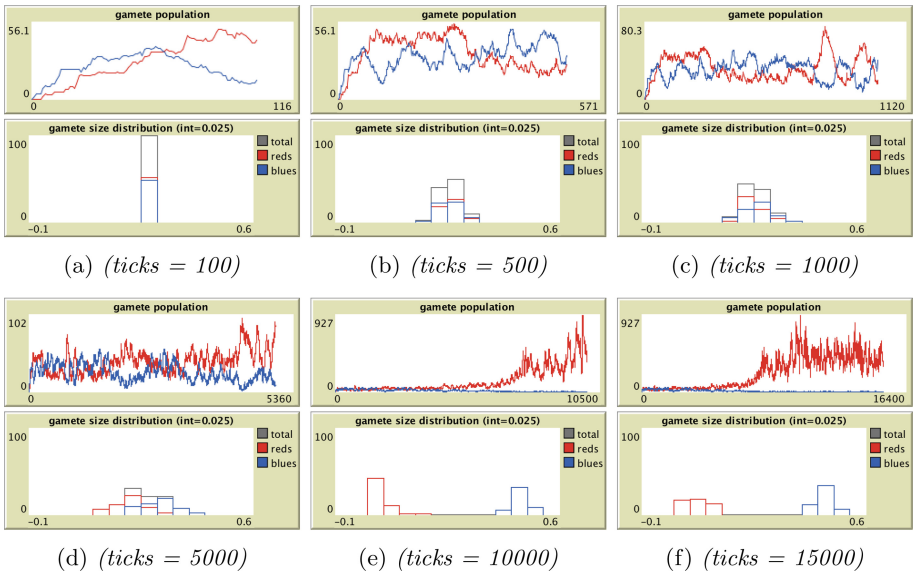 gamete population
56.1
0
0
116
gamete size distribution (int=0.025)
100
0
-0.1
0.6
total
reds
blues
(a) (ticks = 100)
gamete population
56.1
0
0
571
gamete size distribution (int=0.025)
100
0
-0.1
0.6
total
reds
blues
(b) (ticks = 500)
gamete population
80.3
0
0
1120
gamete size distribution (int=0.025)
100
0
-0.1
0.6
total
reds
blues
(c) (ticks = 1000)
gamete population
102
0
0
5360
gamete size distribution (int=0.025)
100
0
-0.1
0.6
total
reds
blues
(d) (ticks = 5000)
gamete population
927
0
0
10500
gamete size distribution (int=0.025)
100
0
-0.1
0.6
total
reds
blues
(e) (ticks = 10000)
gamete population
927
0
0
16400
gamete size distribution (int=0.025)
100
0
-0.1
0.6
total
reds
blues
(f) (ticks = 15000)